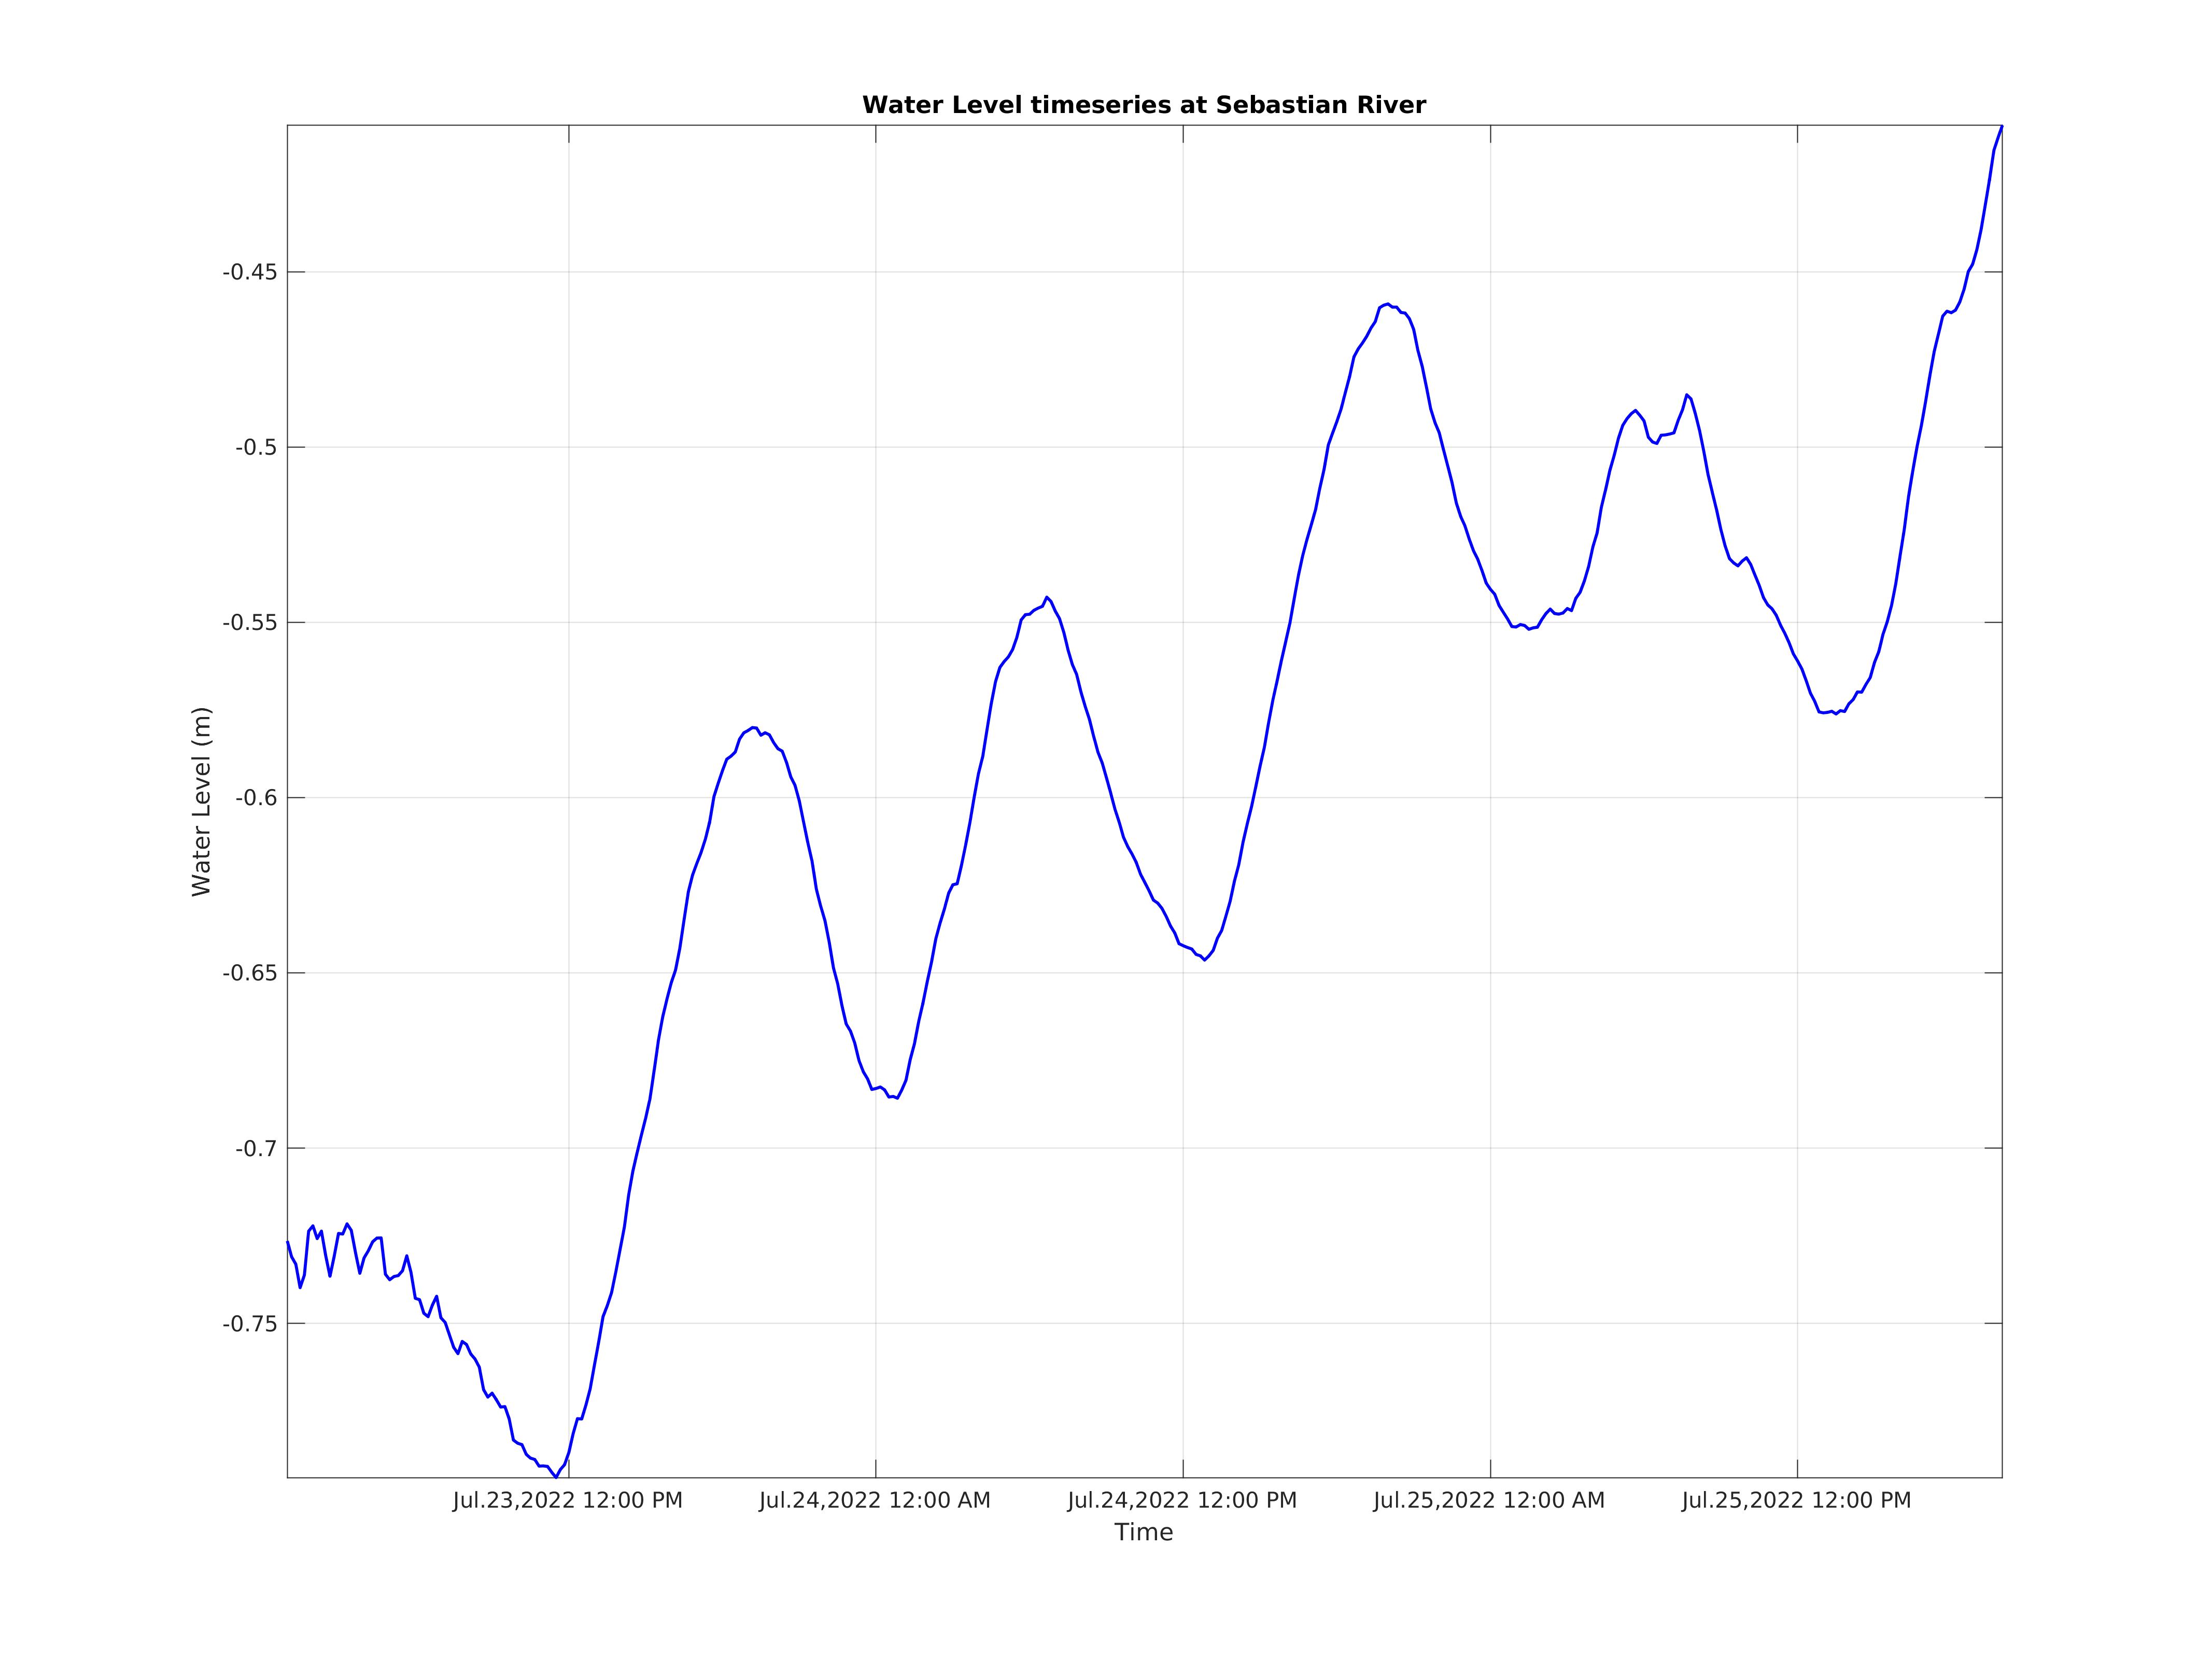 Water Level timeseries at Sebastian River
-0.45
-0.5
-0.55
-0.6
-0.65
-0.7
-0.75
Water Level (m)
Jul.23,2022 12:00 PM
Jul.24,2022 12:00 AM
Jul.24,2022 12:00 PM
Jul.25,2022 12:00 AM
Jul.25,2022 12:00 PM
Time